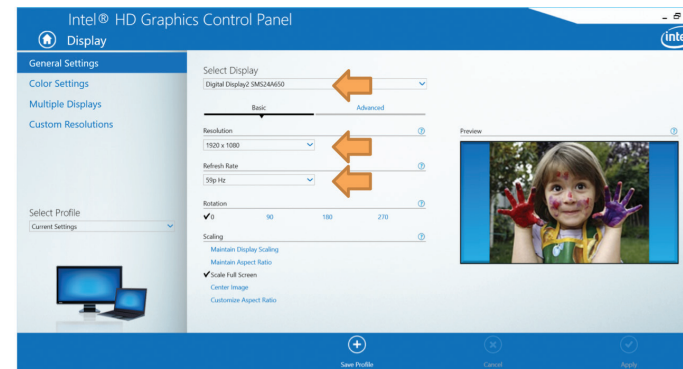 Intel® HD Graphics Control Panel
Display
General Settings
Color Settings
Multiple Displays
Custom Resolutions
Select Profile
Current Settings
Select Display
Digital Display2 SMS24A650
Basic Advanced
Resolution
1920 x 1080
Refresh Rate
59p Hz
Rotation
0 90 180 270
Scaling
Maintain Display Scaling
Maintain Aspect Ratio
Scale Full Screen
Center Image
Customize Aspect Ratio
Preview
Save Profile Cancel Apply